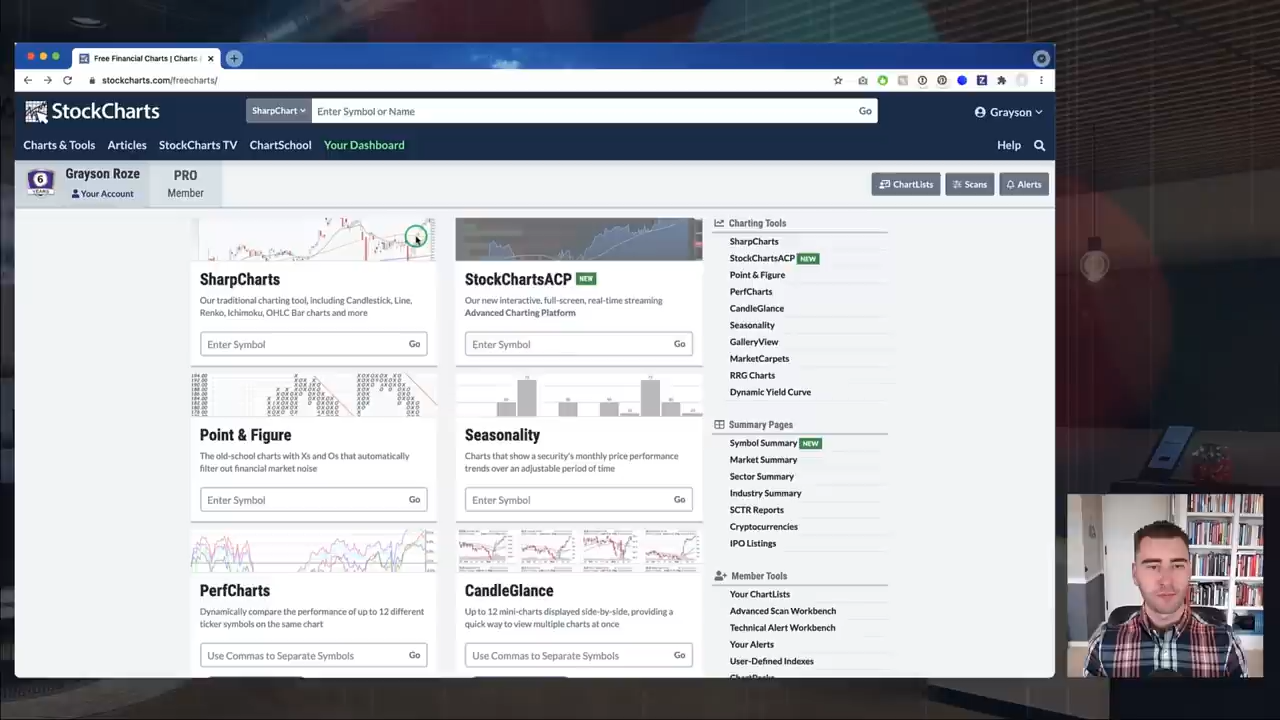 Free Financial Charts | Charts
stockcharts.com/freecharts/
StockCharts
SharpChart
Enter Symbol or Name
Go
Grayson
Charts & Tools
Articles
StockCharts TV
ChartSchool
Your Dashboard
Help
6
YEARS
Grayson Roze
Your Account
PRO
Member
ChartLists
Scans
Alerts
SharpCharts
Our traditional charting tool, including Candlestick, Line,
Renko, Ichimoku, OHLC Bar charts and more
Enter Symbol
Go
StockChartsACP NEW
Our new interactive, full-screen, real-time streaming
Advanced Charting Platform
Enter Symbol
Go
Point & Figure
The old-school charts with Xs and Os that automatically
filter out financial market noise
Enter Symbol
Go
Seasonality
Charts that show a security's monthly price performance
trends over an adjustable period of time
Enter Symbol
Go
PerfCharts
Dynamically compare the performance of up to 12 different
ticker symbols on the same chart
Use Commas to Separate Symbols
Go
CandleGlance
Up to 12 mini-charts displayed side-by-side, providing a
quick way to view multiple charts at once
Use Commas to Separate Symbols
Go
Charting Tools
SharpCharts
StockChartsACP NEW
Point & Figure
PerfCharts
CandleGlance
Seasonality
GalleryView
MarketCarpets
RRG Charts
Dynamic Yield Curve
Summary Pages
Symbol Summary NEW
Market Summary
Sector Summary
Industry Summary
SCTR Reports
Cryptocurrencies
IPO Listings
Member Tools
Your ChartLists
Advanced Scan Workbench
Technical Alert Workbench
Your Alerts
User-Defined Indexes